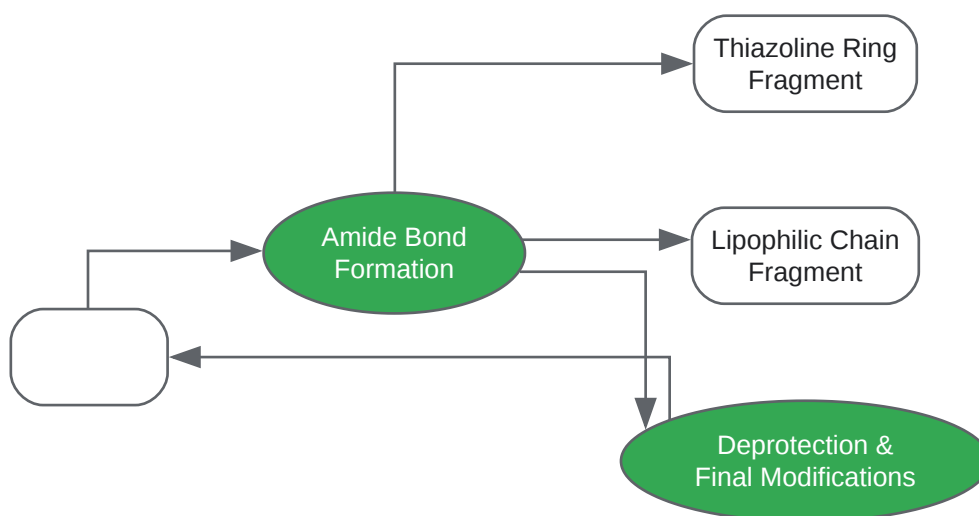 Thiazoline Ring
Fragment
Amide Bond
Formation
Lipophilic Chain
Fragment
Deprotection &
Final Modifications